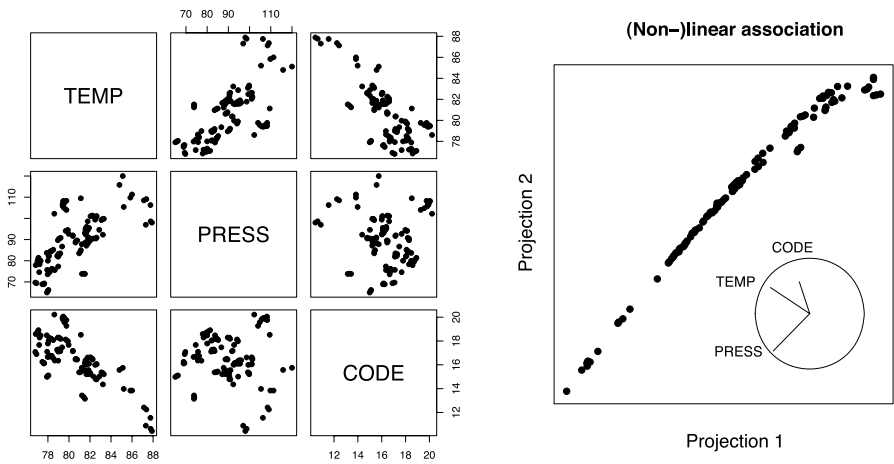 70 80 90 110
(Non−)linear association
TEMP
78 80 82 84 86 88
70 80 90 110
PRESS
Projection 2
CODE
TEMP
PRESS
CODE
12 14 16 18 20
78 80 82 84 86 88
12 14 16 18 20
Projection 1